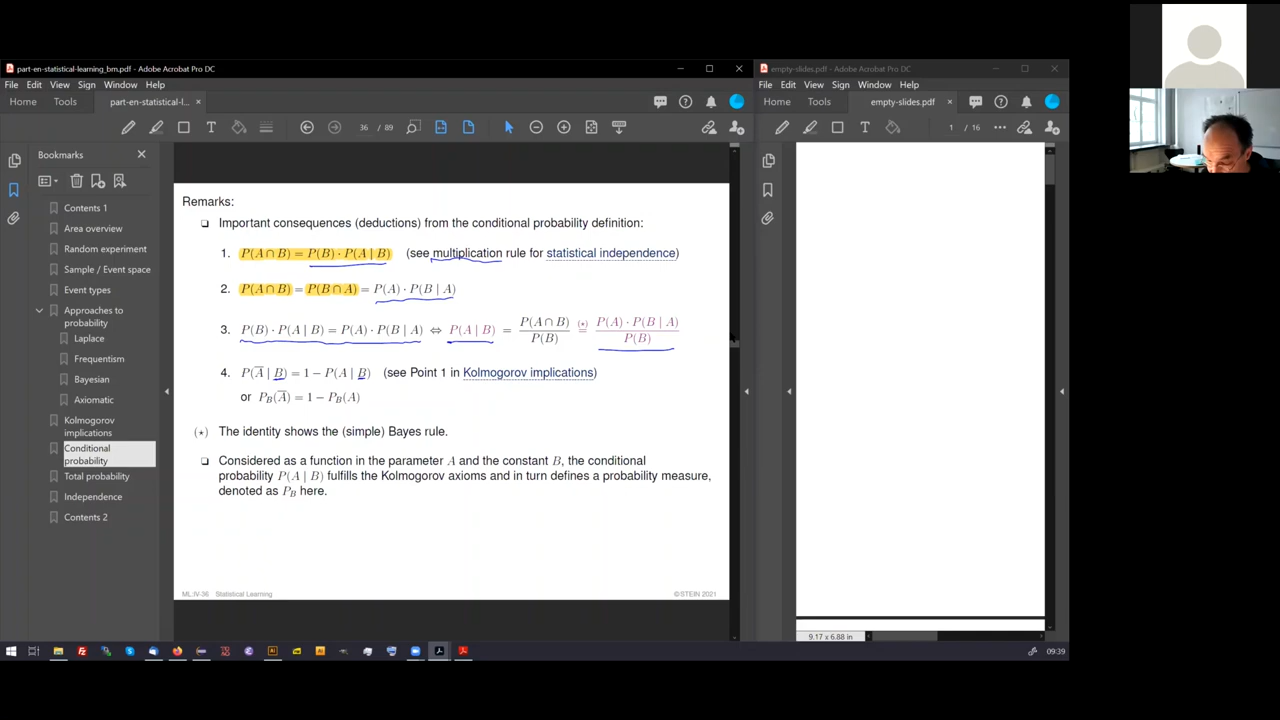 part-en-statistical-learning_bm.pdf - Adobe Acrobat Pro DC
File Edit View Sign Window Help
Home Tools part-en-statistical-l... ×
36 / 89
Bookmarks
Contents 1
Area overview
Random experiment
Sample / Event space
Event types
Approaches to
probability
Laplace
Frequentism
Bayesian
Axiomatic
Kolmogorov
implications
Conditional
probability
Total probability
Independence
Contents 2
Remarks:
❑ Important consequences (deductions) from the conditional probability definition:
1. P(A ∩ B) = P(B) · P(A | B) (see multiplication rule for statistical independence)
2. P(A ∩ B) = P(B ∩ A) = P(A) · P(B | A)
3. P(B) · P(A | B) = P(A) · P(B | A) ⇔ P(A | B) = P(A ∩ B) / P(B) (⋆)= P(A) · P(B | A) / P(B)
4. P(A̅ | B) = 1 − P(A | B) (see Point 1 in Kolmogorov implications)
or P_B(A̅) = 1 − P_B(A)
(⋆) The identity shows the (simple) Bayes rule.
❑ Considered as a function in the parameter A and the constant B, the conditional
probability P(A | B) fulfills the Kolmogorov axioms and in turn defines a probability measure,
denoted as P_B here.
ML:IV-36 Statistical Learning ©STEIN 2021
empty-slides.pdf - Adobe Acrobat Pro DC
File Edit View Sign Window Help
Home Tools empty-slides.pdf ×
1 / 16
9.17 x 6.88 in
09:39